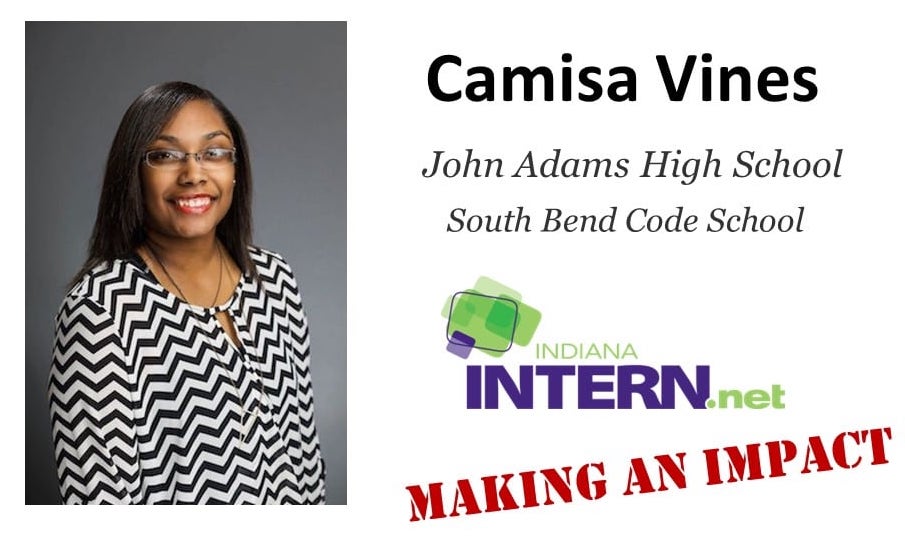 Camisa Vines
John Adams High School
South Bend Code School
INDIANA
INTERN.net
MAKING AN IMPACT